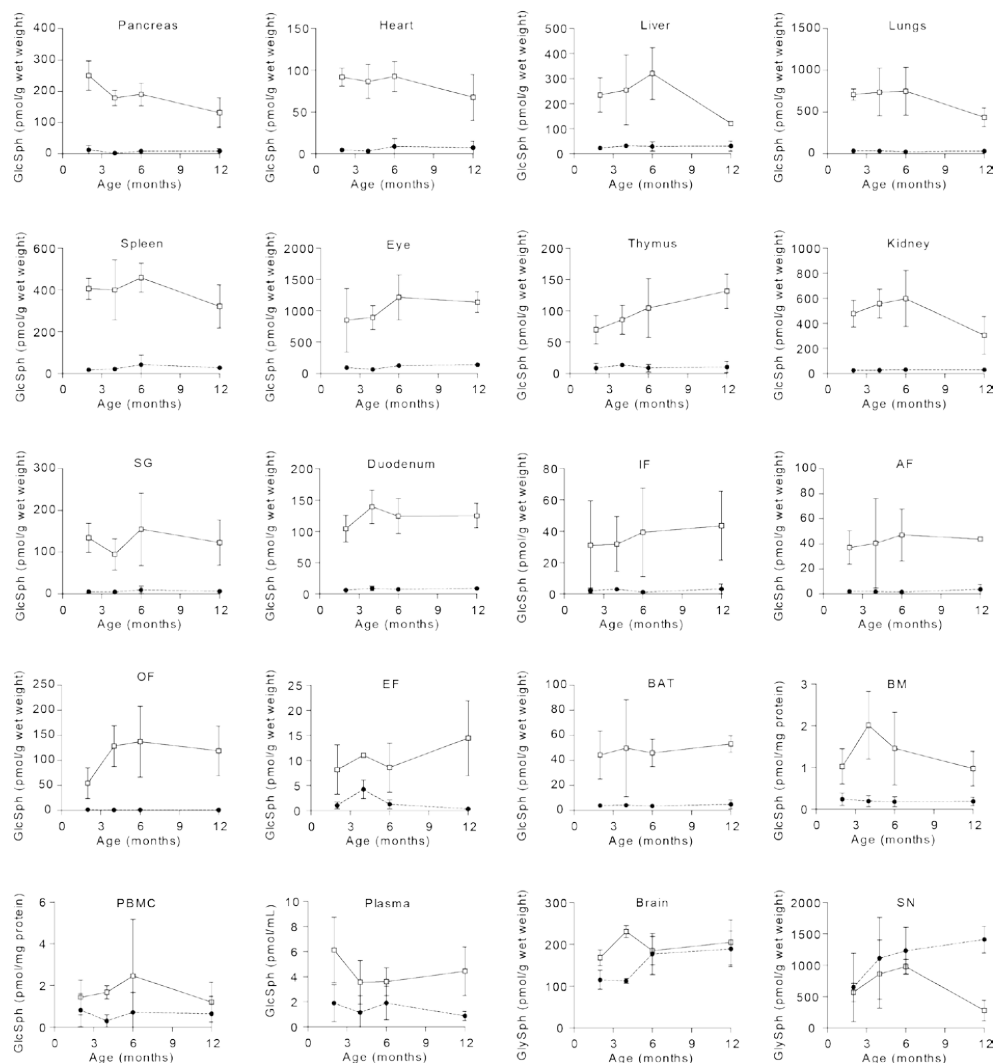 Pancreas
GlcSph (pmol/g wet weight)
400
300
200
100
0
0 3 6 9 12
Age (months)
Heart
GlcSph (pmol/g wet weight)
150
100
50
0
0 3 6 9 12
Age (months)
Liver
GlcSph (pmol/g wet weight)
500
400
300
200
100
0
0 3 6 9 12
Age (months)
Lungs
GlcSph (pmol/g wet weight)
1500
1000
500
0
0 3 6 9 12
Age (months)
Spleen
GlcSph (pmol/g wet weight)
600
400
200
0
0 3 6 9 12
Age (months)
Eye
GlcSph (pmol/g wet weight)
2000
1500
1000
500
0
0 3 6 9 12
Age (months)
Thymus
GlcSph (pmol/g wet weight)
200
150
100
50
0
0 3 6 9 12
Age (months)
Kidney
GlcSph (pmol/g wet weight)
1000
800
600
400
200
0
0 3 6 9 12
Age (months)
SG
GlcSph (pmol/g wet weight)
300
200
100
0
0 3 6 9 12
Age (months)
Duodenum
GlcSph (pmol/g wet weight)
200
150
100
50
0
0 3 6 9 12
Age (months)
IF
GlcSph (pmol/g wet weight)
80
60
40
20
0
0 3 6 9 12
Age (months)
AF
GlcSph (pmol/g wet weight)
100
80
60
40
20
0
0 3 6 9 12
Age (months)
OF
GlcSph (pmol/g wet weight)
250
200
150
100
50
0
0 3 6 9 12
Age (months)
EF
GlcSph (pmol/g wet weight)
25
20
15
10
5
0
0 3 6 9 12
Age (months)
BAT
GlcSph (pmol/g wet weight)
100
80
60
40
20
0
0 3 6 9 12
Age (months)
BM
GlcSph (pmol/mg protein)
4
3
2
1
0
0 3 6 9 12
Age (months)
PBMC
GlcSph (pmol/mg protein)
6
4
2
0
0 3 6 9 12
Age (months)
Plasma
GlcSph (pmol/mL)
10
8
6
4
2
0
0 3 6 9 12
Age (months)
Brain
GlySph (pmol/g wet weight)
400
300
200
100
0
0 3 6 9 12
Age (months)
SN
GlySph (pmol/g wet weight)
2000
1500
1000
500
0
0 3 6 9 12
Age (months)